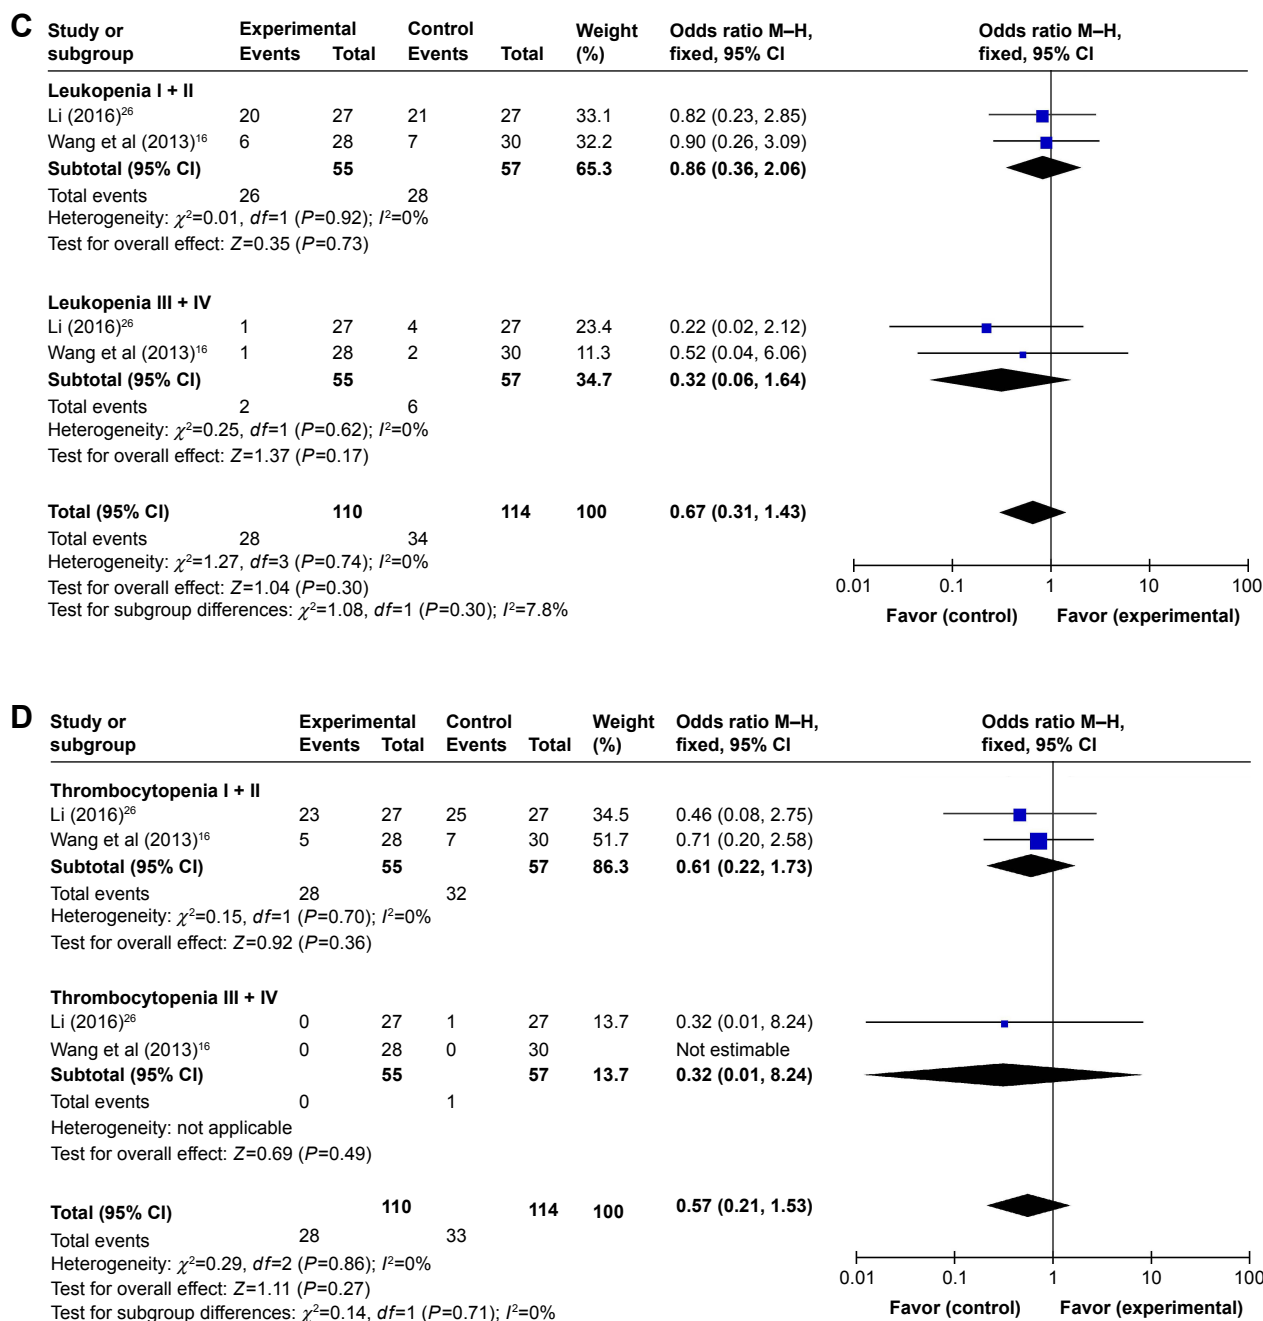 C
Study or Experimental Control Weight Odds ratio M–H, Odds ratio M–H,
subgroup Events Total Events Total (%) fixed, 95% CI fixed, 95% CI
Leukopenia I + II
Li (2016)²⁶ 20 27 21 27 33.1 0.82 (0.23, 2.85)
Wang et al (2013)¹⁶ 6 28 7 30 32.2 0.90 (0.26, 3.09)
Subtotal (95% CI) 55 57 65.3 0.86 (0.36, 2.06)
Total events 26 28
Heterogeneity: χ²=0.01, df=1 (P=0.92); I²=0%
Test for overall effect: Z=0.35 (P=0.73)
Leukopenia III + IV
Li (2016)²⁶ 1 27 4 27 23.4 0.22 (0.02, 2.12)
Wang et al (2013)¹⁶ 1 28 2 30 11.3 0.52 (0.04, 6.06)
Subtotal (95% CI) 55 57 34.7 0.32 (0.06, 1.64)
Total events 2 6
Heterogeneity: χ²=0.25, df=1 (P=0.62); I²=0%
Test for overall effect: Z=1.37 (P=0.17)
Total (95% CI) 110 114 100 0.67 (0.31, 1.43)
Total events 28 34
Heterogeneity: χ²=1.27, df=3 (P=0.74); I²=0%
Test for overall effect: Z=1.04 (P=0.30)
Test for subgroup differences: χ²=1.08, df=1 (P=0.30); I²=7.8%
0.01 0.1 1 10 100
Favor (control) Favor (experimental)
D
Study or Experimental Control Weight Odds ratio M–H, Odds ratio M–H,
subgroup Events Total Events Total (%) fixed, 95% CI fixed, 95% CI
Thrombocytopenia I + II
Li (2016)²⁶ 23 27 25 27 34.5 0.46 (0.08, 2.75)
Wang et al (2013)¹⁶ 5 28 7 30 51.7 0.71 (0.20, 2.58)
Subtotal (95% CI) 55 57 86.3 0.61 (0.22, 1.73)
Total events 28 32
Heterogeneity: χ²=0.15, df=1 (P=0.70); I²=0%
Test for overall effect: Z=0.92 (P=0.36)
Thrombocytopenia III + IV
Li (2016)²⁶ 0 27 1 27 13.7 0.32 (0.01, 8.24)
Wang et al (2013)¹⁶ 0 28 0 30 Not estimable
Subtotal (95% CI) 55 57 13.7 0.32 (0.01, 8.24)
Total events 0 1
Heterogeneity: not applicable
Test for overall effect: Z=0.69 (P=0.49)
Total (95% CI) 110 114 100 0.57 (0.21, 1.53)
Total events 28 33
Heterogeneity: χ²=0.29, df=2 (P=0.86); I²=0%
Test for overall effect: Z=1.11 (P=0.27)
Test for subgroup differences: χ²=0.14, df=1 (P=0.71); I²=0%
0.01 0.1 1 10 100
Favor (control) Favor (experimental)